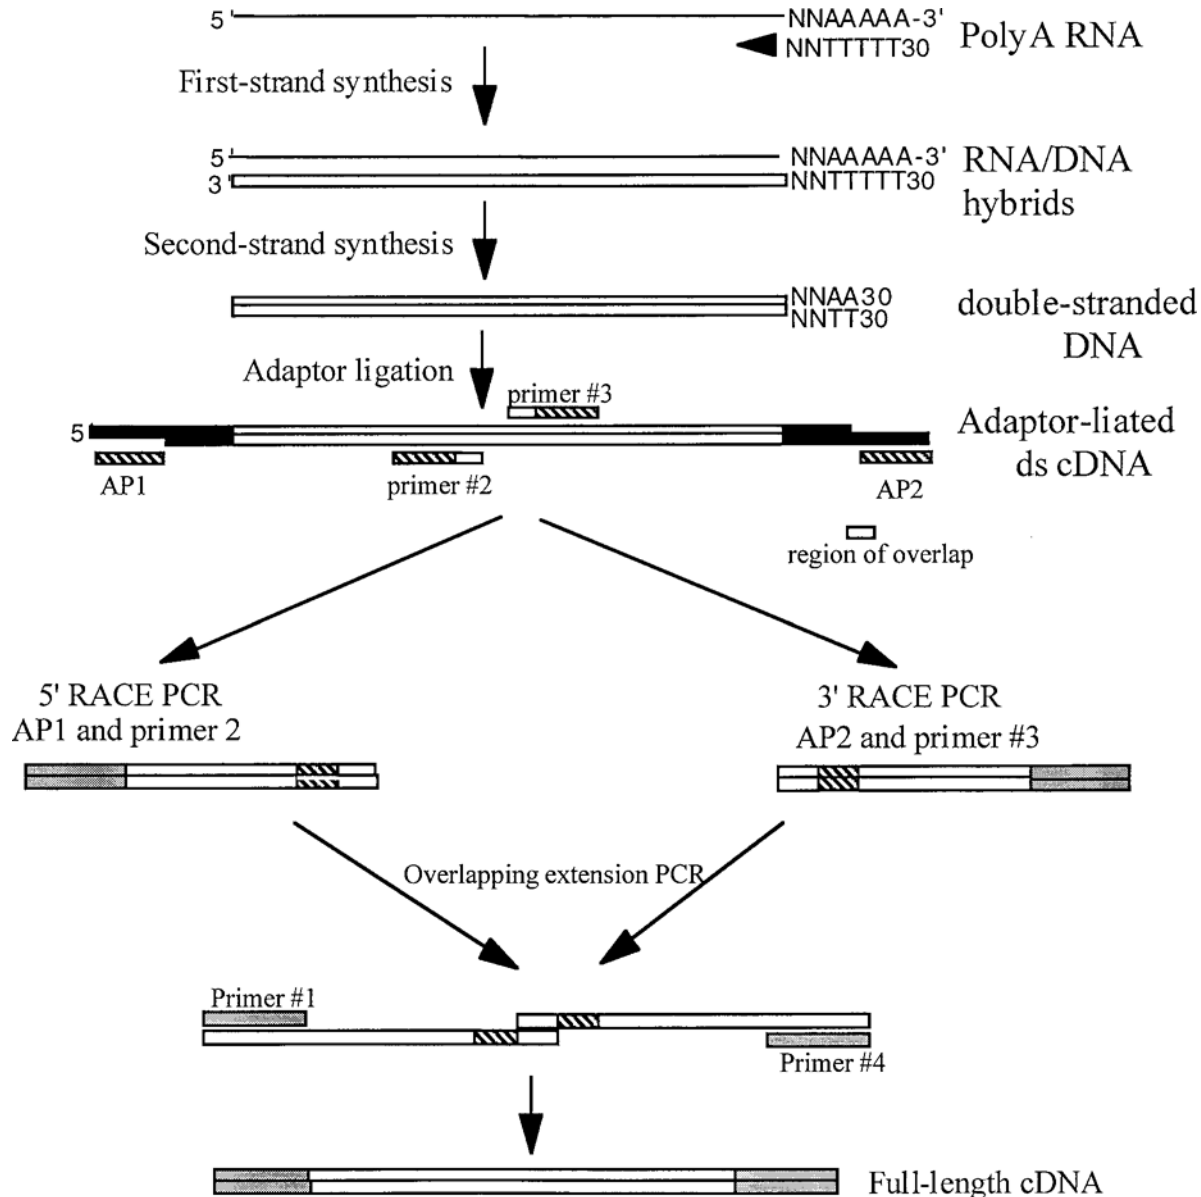 5'
NNAAAAA-3'
NNTTTTT30
PolyA RNA
First-strand synthesis
5'
NNAAAAA-3'
3'
NNTTTTT30
RNA/DNA
hybrids
Second-strand synthesis
NNAA30
NNTT30
double-stranded
DNA
Adaptor ligation
primer #3
5
Adaptor-liated
ds cDNA
AP1
primer #2
AP2
region of overlap
5' RACE PCR
AP1 and primer 2
3' RACE PCR
AP2 and primer #3
Overlapping extension PCR
Primer #1
Primer #4
Full-length cDNA